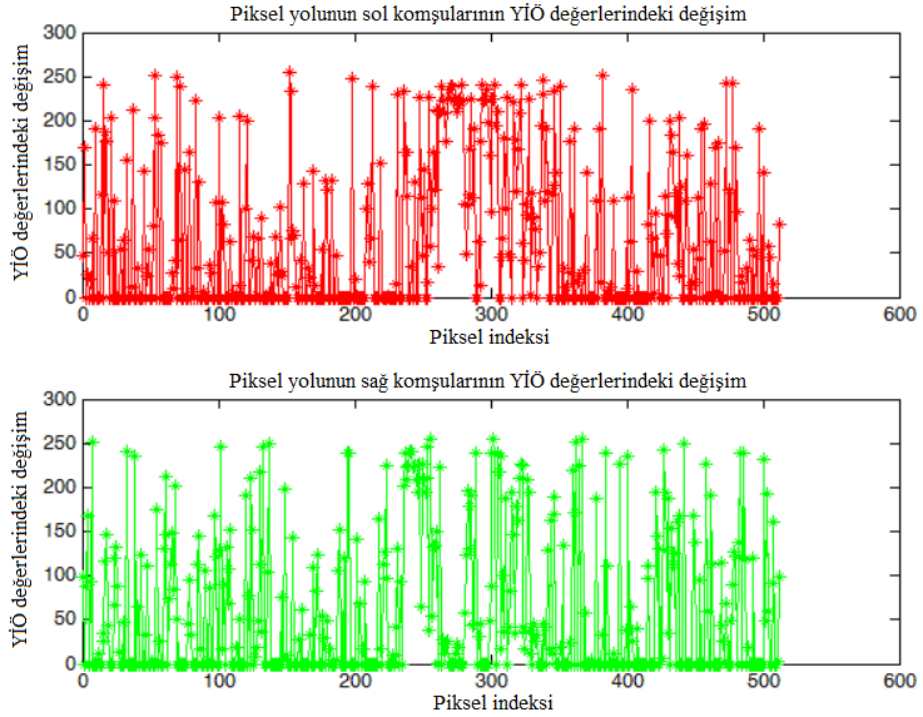 Piksel yolunun sol komşularının YİÖ değerlerindeki değişim
YİÖ değerlerindeki değişim
300
250
200
150
100
50
0
0 100 200 300 400 500 600
Piksel indeksi
Piksel yolunun sağ komşularının YİÖ değerlerindeki değişim
YİÖ değerlerindeki değişim
300
250
200
150
100
50
0
0 100 200 300 400 500 600
Piksel indeksi